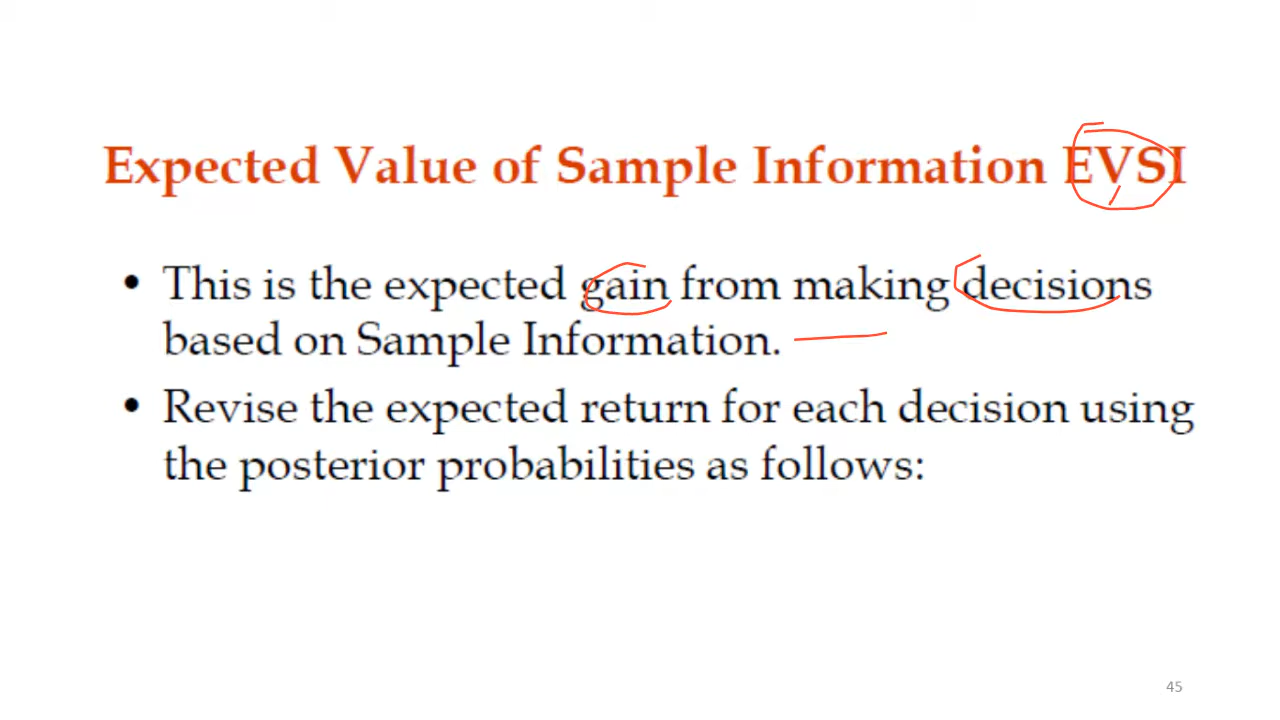 Expected Value of Sample Information EVSI
• This is the expected gain from making decisions
based on Sample Information.
• Revise the expected return for each decision using
the posterior probabilities as follows:
45